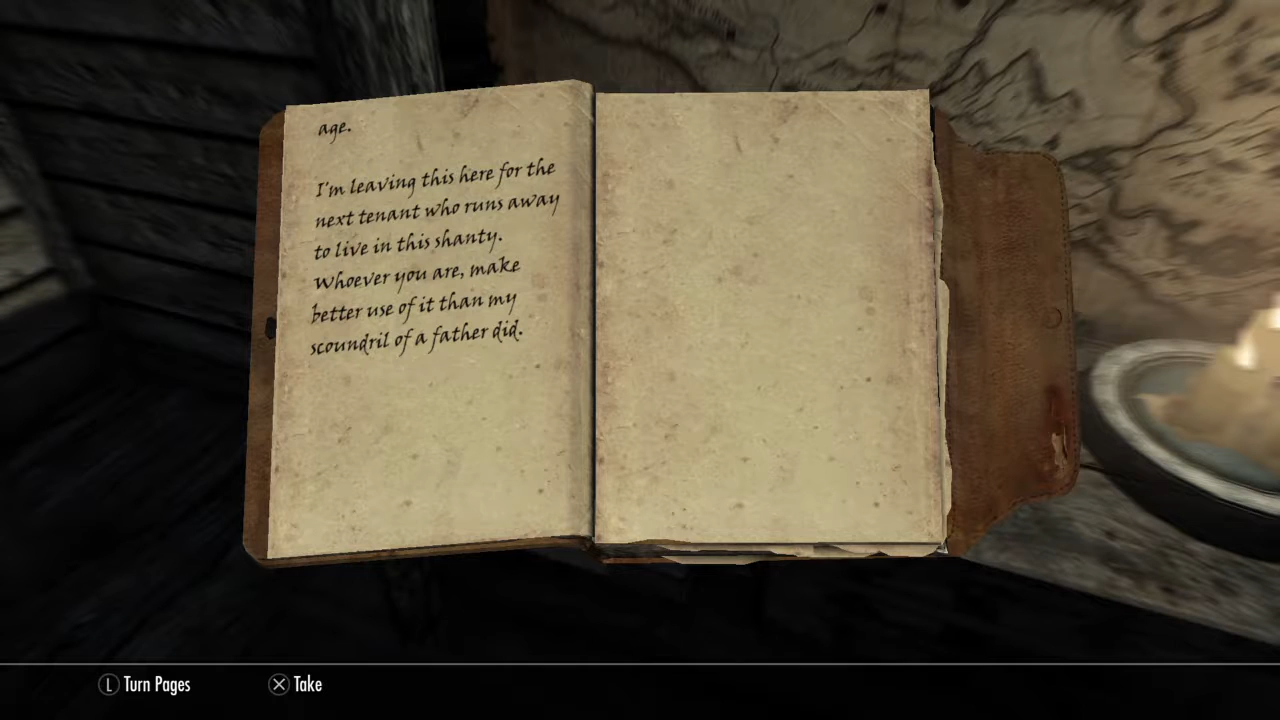 age.
I'm leaving this here for the
next tenant who runs away
to live in this shanty.
Whoever you are, make
better use of it than my
scoundril of a father did.
L Turn Pages
X Take